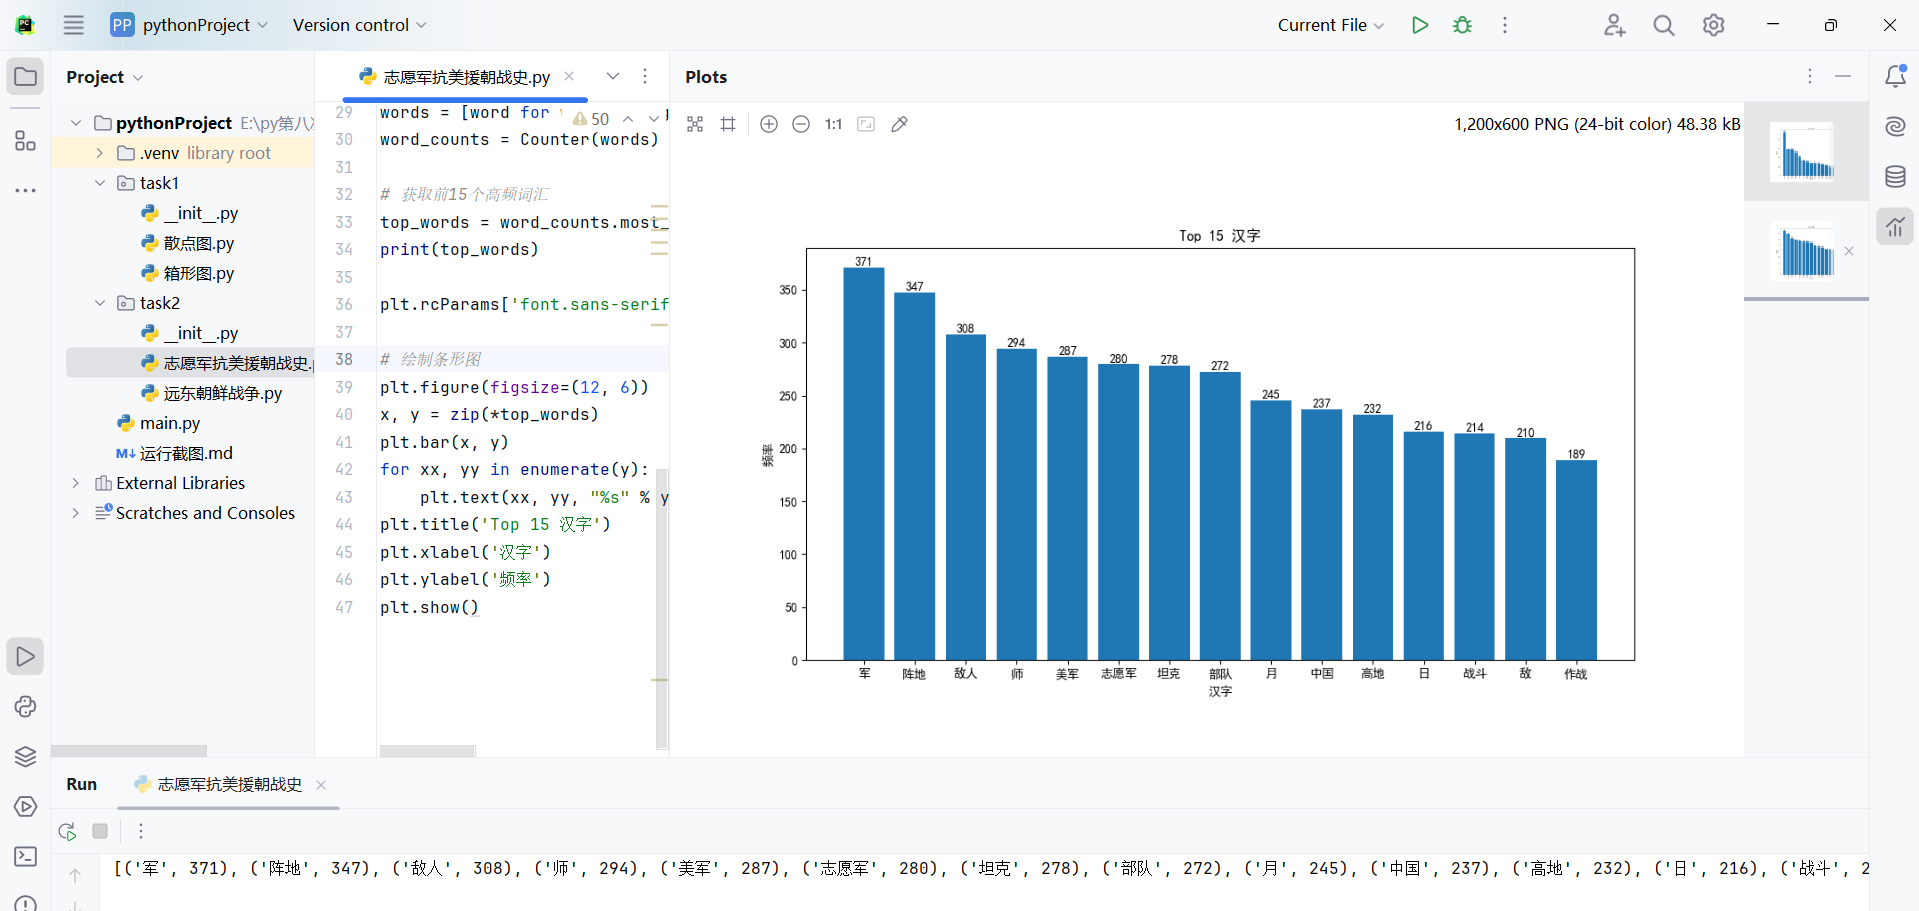 PP pythonProject Version control Current File
Project
志愿军抗美援朝战史.py
Plots
pythonProject E:\py第八
.venv library root
task1
__init__.py
散点图.py
箱形图.py
task2
__init__.py
志愿军抗美援朝战史.
远东朝鲜战争.py
main.py
M↓ 运行截图.md
External Libraries
Scratches and Consoles
50
29 words = [word for
30 word_counts = Counter(words)
31
32 # 获取前15个高频词汇
33 top_words = word_counts.most_
34 print(top_words)
35
36 plt.rcParams['font.sans-serif
37
38 # 绘制条形图
39 plt.figure(figsize=(12, 6))
40 x, y = zip(*top_words)
41 plt.bar(x, y)
42 for xx, yy in enumerate(y):
43 plt.text(xx, yy, "%s" % y
44 plt.title('Top 15 汉字')
45 plt.xlabel('汉字')
46 plt.ylabel('频率')
47 plt.show()
1:1
1,200x600 PNG (24-bit color) 48.38 kB
Top 15 汉字
371 347 308 294 287 280 278 272 245 237 232 216 214 210 189
350
300
250
200
150
100
50
0
频率
军 阵地 敌人 师 美军 志愿军 坦克 部队 月 中国 高地 日 战斗 敌 作战
汉字
Run 志愿军抗美援朝战史
[('军', 371), ('阵地', 347), ('敌人', 308), ('师', 294), ('美军', 287), ('志愿军', 280), ('坦克', 278), ('部队', 272), ('月', 245), ('中国', 237), ('高地', 232), ('日', 216), ('战斗', 2